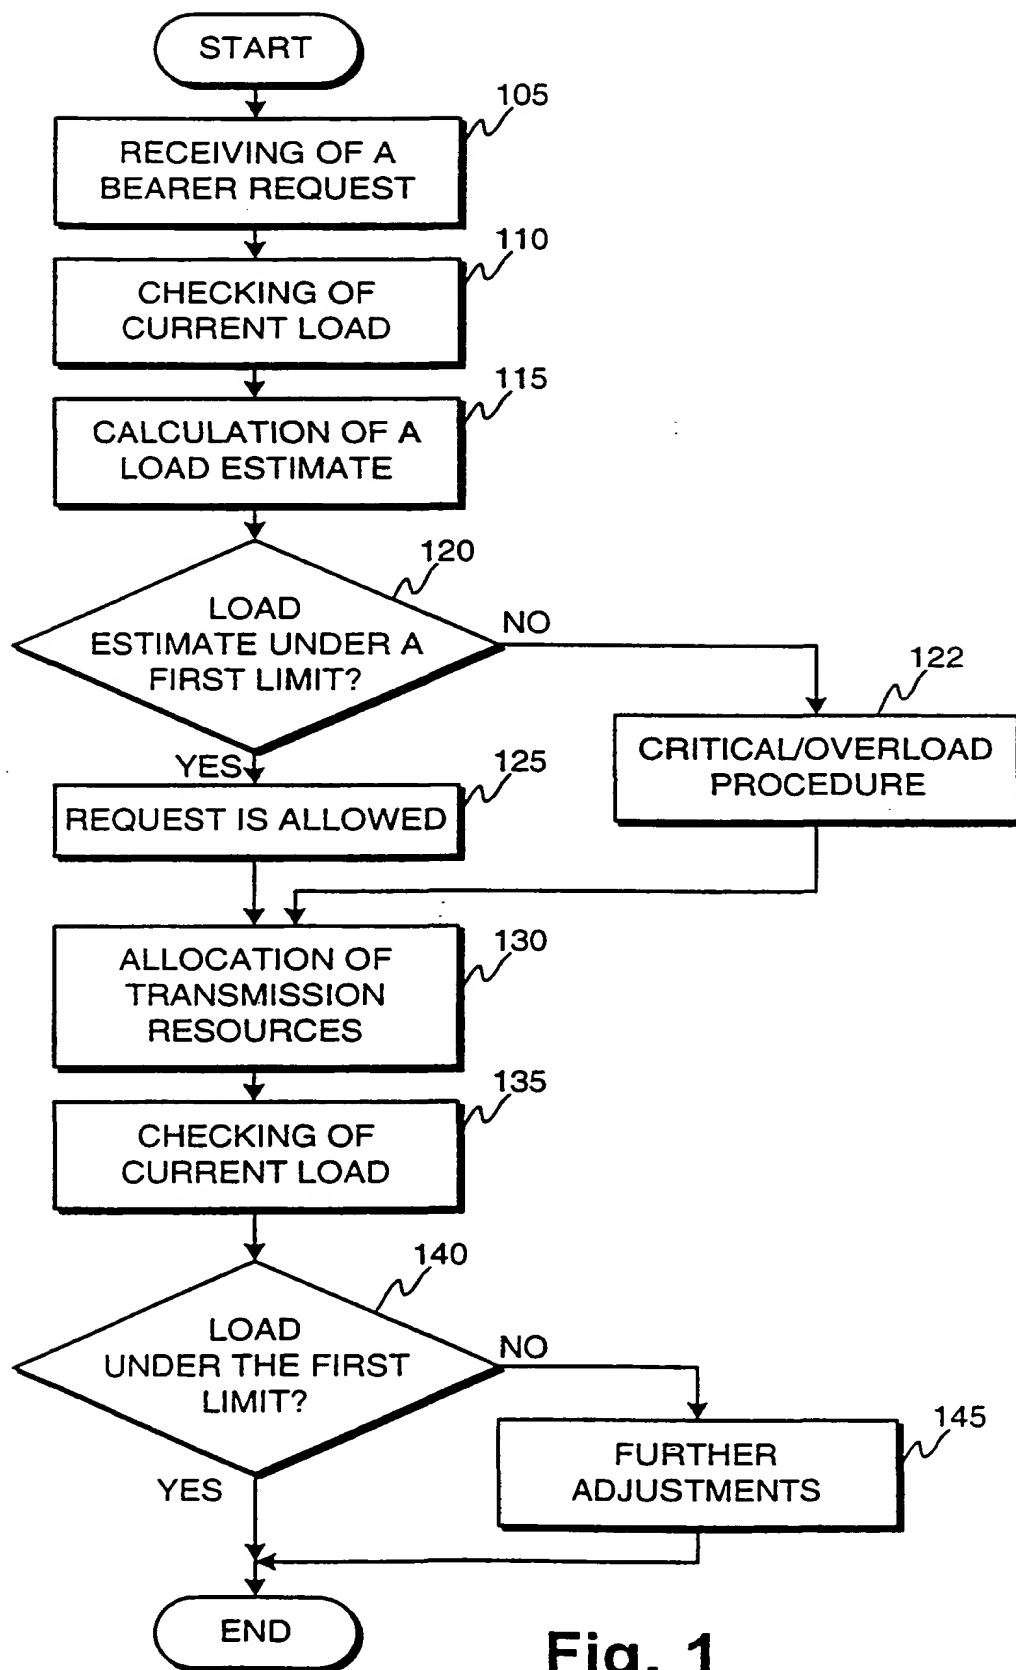 START
105
RECEIVING OF A
BEARER REQUEST
110
CHECKING OF
CURRENT LOAD
115
CALCULATION OF A
LOAD ESTIMATE
120
LOAD
ESTIMATE UNDER A
FIRST LIMIT?
NO
122
CRITICAL/OVERLOAD
PROCEDURE
YES
125
REQUEST IS ALLOWED
130
ALLOCATION OF
TRANSMISSION
RESOURCES
135
CHECKING OF
CURRENT LOAD
140
LOAD
UNDER THE FIRST
LIMIT?
NO
145
FURTHER
ADJUSTMENTS
YES
END
Fig. 1